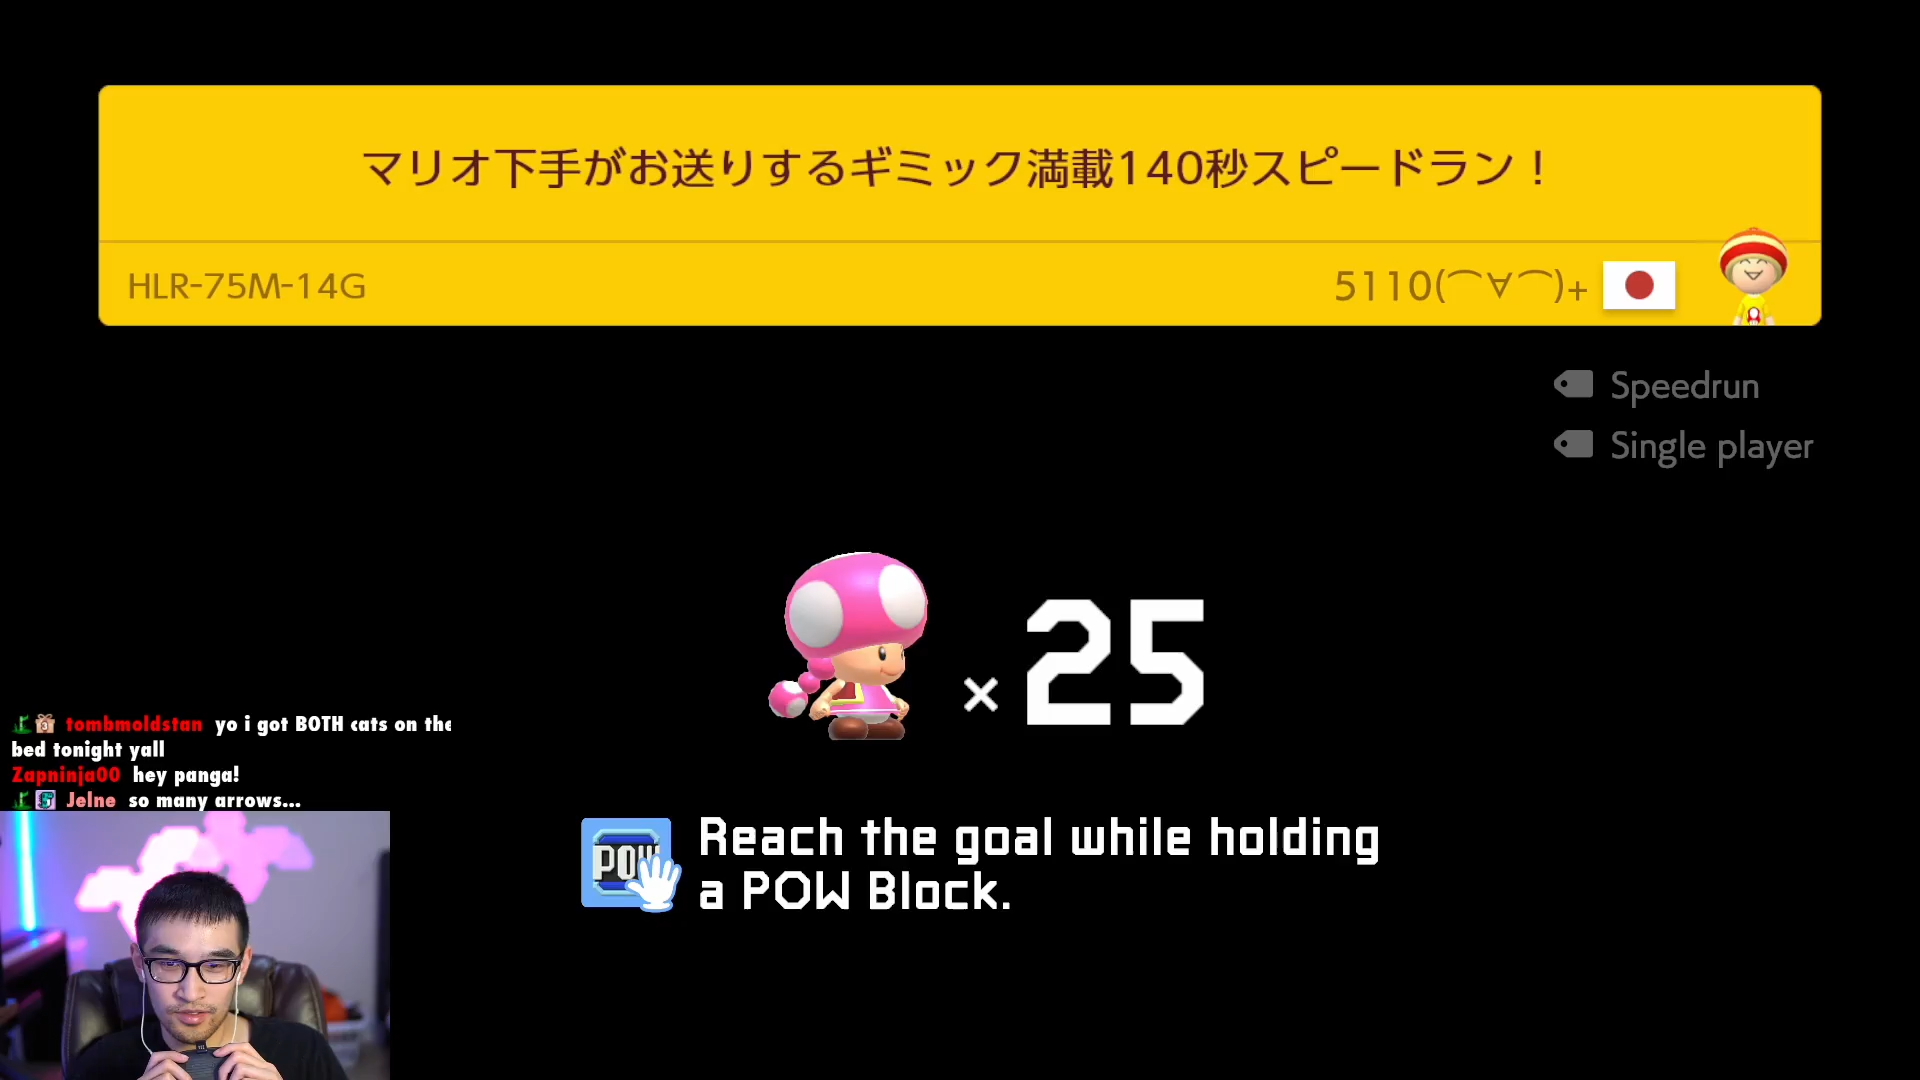 マリオ下手がお送りするギミック満載140秒スピードラン！
HLR-75M-14G
5110(⌒∀⌒)+
Speedrun
Single player
× 25
tombmoldstan yo i got BOTH cats on the
bed tonight yall
Zapninja00 hey panga!
Jelne so many arrows...
POW
Reach the goal while holding
a POW Block.